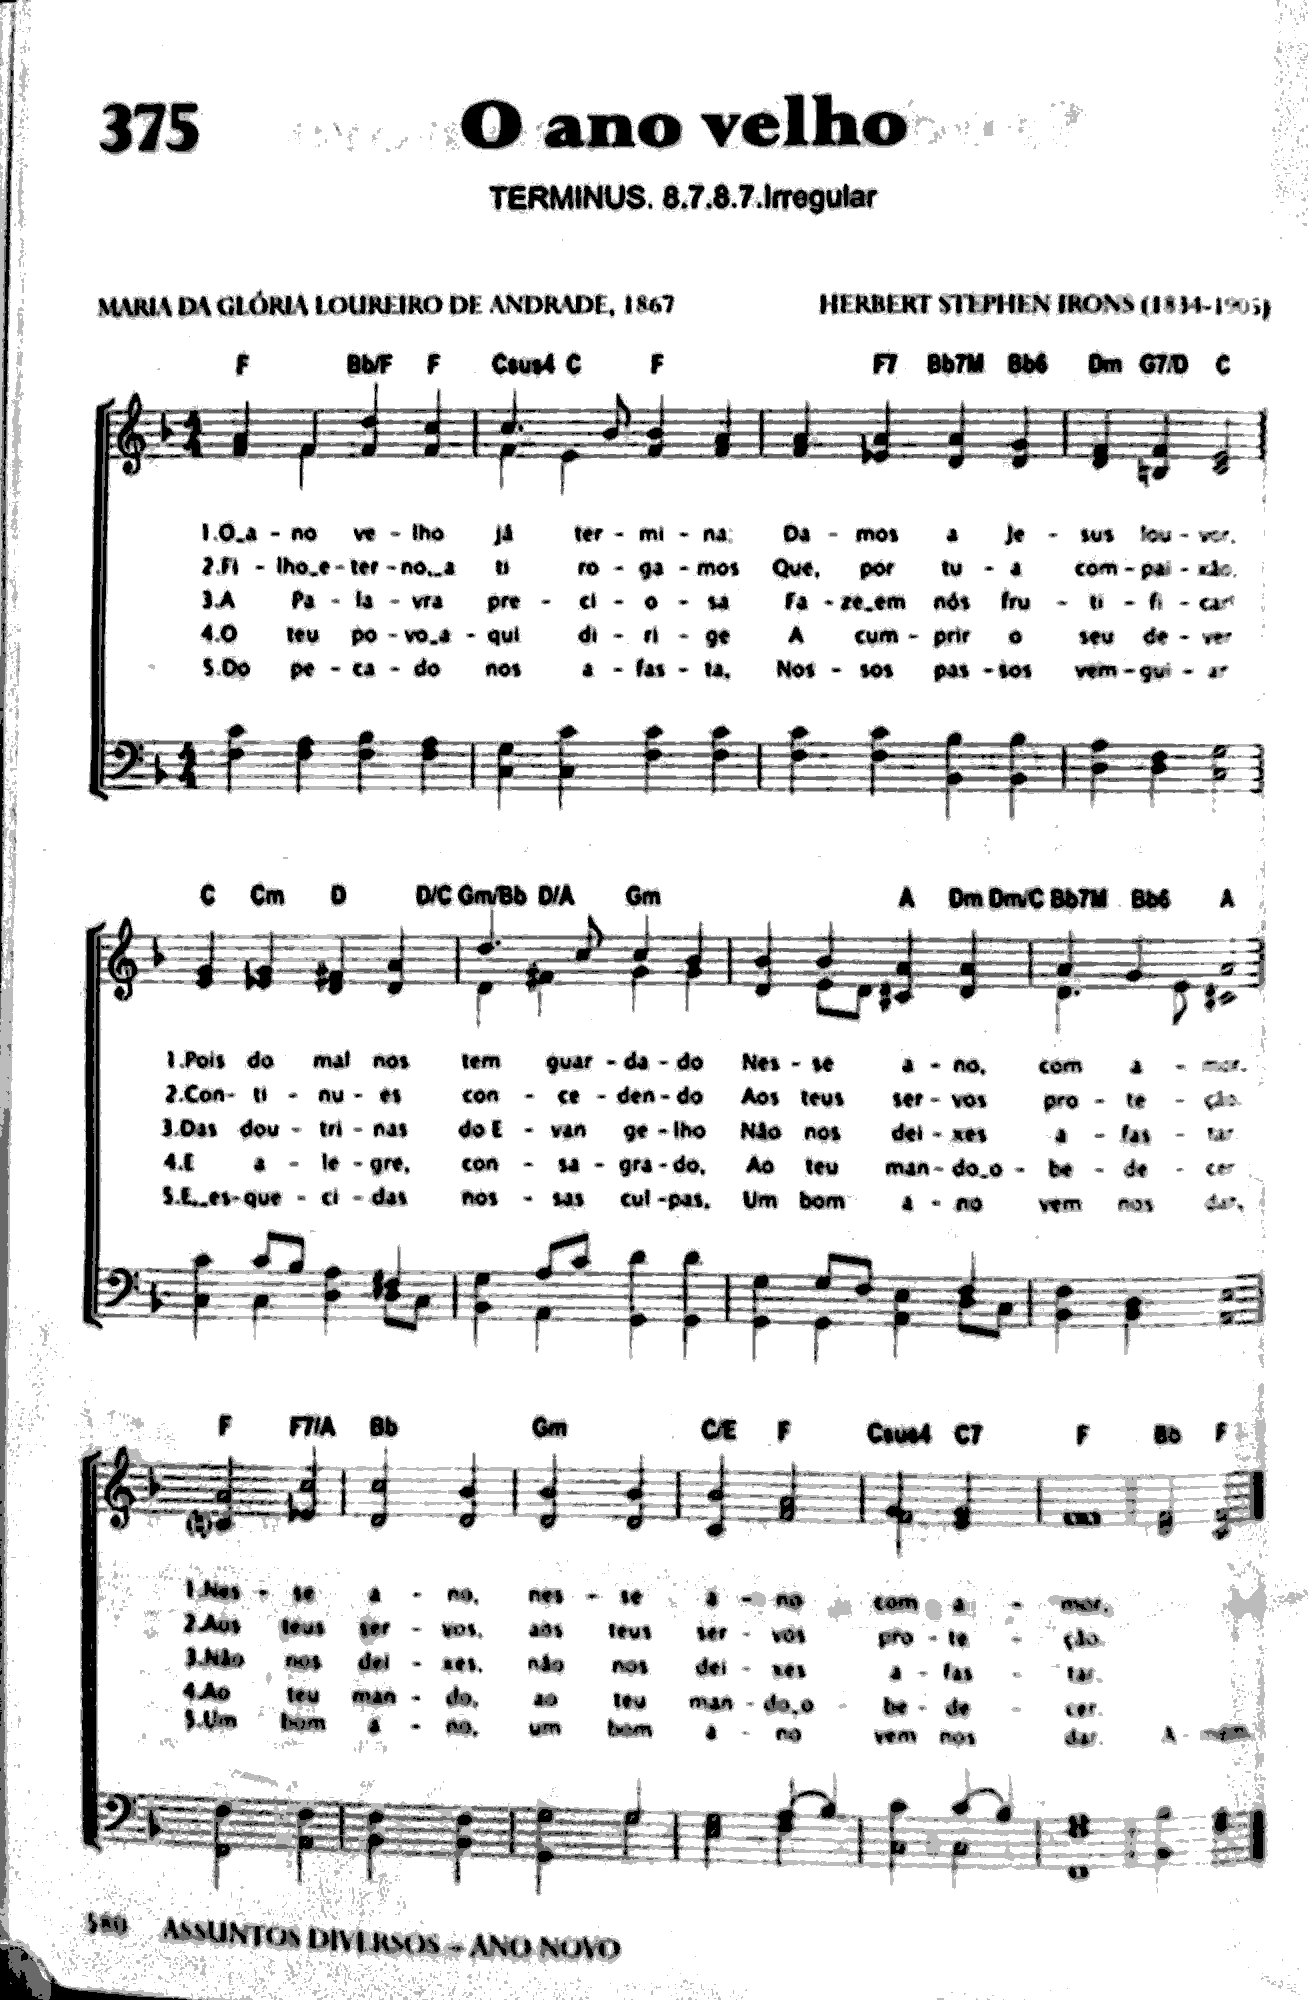 375 O ano velho
TERMINUS. 8.7.8.7.Irregular
MARIA DA GLÓRIA LOUREIRO DE ANDRADE, 1867 HERBERT STEPHEN IRONS (1834-1905)
F Bb/F F Csus4 C F F7 Bb7M Bb6 Dm G7/D C
1.O_a - no ve - lho já ter - mi - na; Da - mos a Je - sus lou - vor,
2.Fi - lho_e - ter - no,_a ti ro - ga - mos Que, por tu - a com - pai - xão,
3.A Pa - la - vra pre - ci - o - sa Fa - ze_em nós fru - ti - fi - car!
4.O teu po - vo_a - qui di - ri - ge A cum - prir o seu de - ver
5.Do pe - ca - do nos a - fas - ta, Nos - sos pas - sos vem - gui - ar
C Cm D D/C Gm/Bb D/A Gm A Dm Dm/C Bb7M Bb6 A
1.Pois do mal nos tem guar - da - do Nes - se a - no, com a - mor.
2.Con - ti - nu - es con - ce - den - do Aos teus ser - vos pro - te - ção.
3.Das dou - tri - nas do E - van ge - lho Não nos dei - xes a - fas - tar
4.E a - le - gre, con - sa - gra - do, Ao teu man - do_o - be - de - cer
5.E,_es - que - ci - das nos - sas cul - pas, Um bom a - no vem nos dar,
F F7/A Bb Gm C/E F Csus4 C7 F Bb F
1.Nes - se a - no, nes - se a - no com a - mor.
2.Aos teus ser - vos, aos teus ser - vos pro - te - ção.
3.Não nos dei - xes, não nos dei - xes a - fas - tar.
4.Ao teu man - do, ao teu man - do_o be - de - cer.
5.Um bom a - no, um bom a - no vem nos dar. A - mém
580 ASSUNTOS DIVERSOS – ANO NOVO